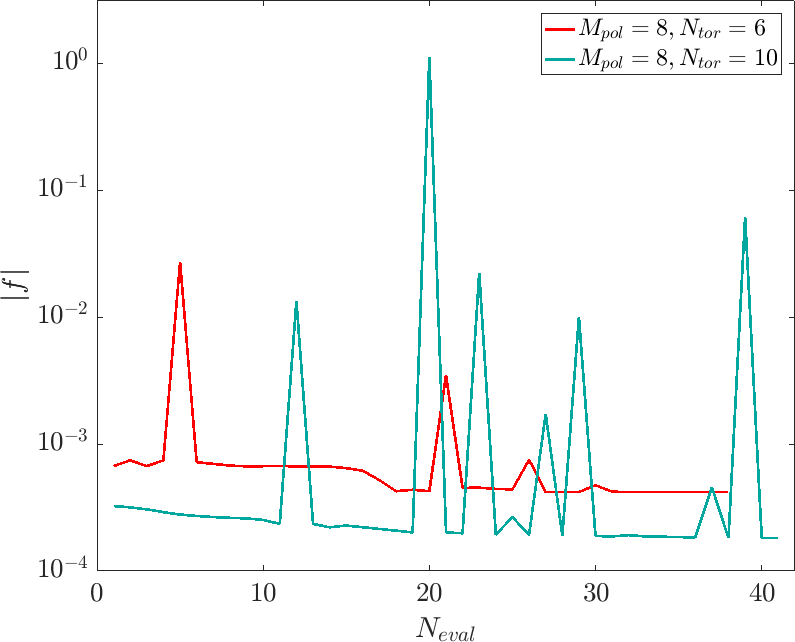 M_{pol} = 8, N_{tor} = 6
M_{pol} = 8, N_{tor} = 10
10^0
10^{-1}
10^{-2}
10^{-3}
10^{-4}
|f|
0 10 20 30 40
N_{eval}